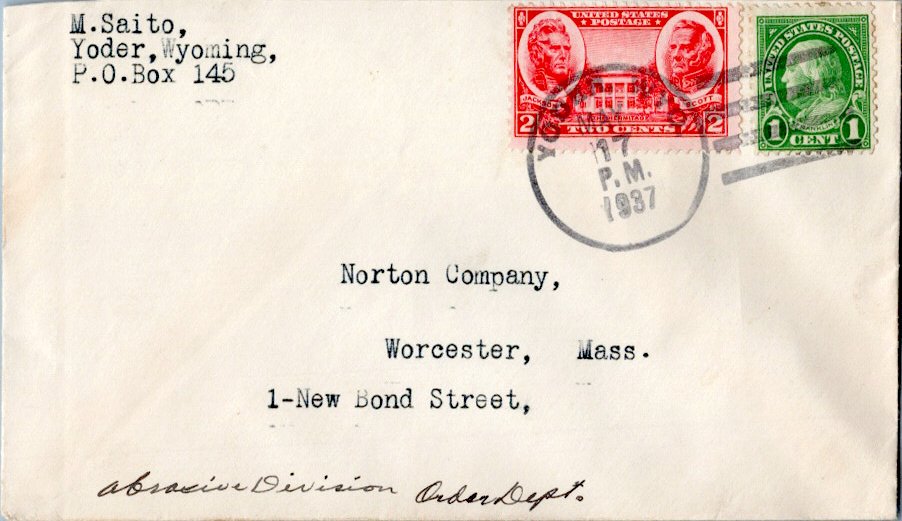 M.Saito,
Yoder,Wyoming,
P.O.Box 145
UNITED STATES
POSTAGE
JACKSON
SCOTT
THE HERMITAGE
2 TWO CENTS 2
UNITED STATES POSTAGE
FRANKLIN
1 CENT 1
17
P.M.
1937
Norton Company,
Worcester, Mass.
1-New Bond Street,
Abrasive Division Order Dept.